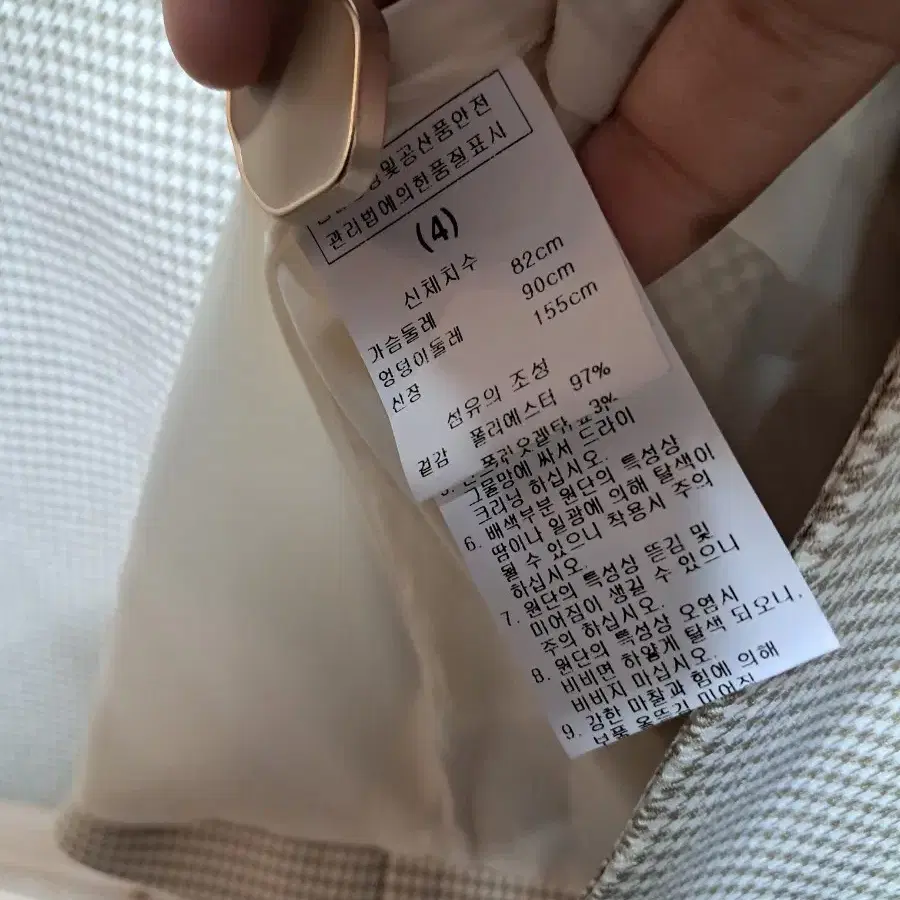 및공산품안전
관리법에의한품질표시
(4)
신체치수
가슴둘레 82cm
엉덩이둘레 90cm
신장 155cm
섬유의 조성
겉감 폴리에스터 97%
3%
그물망에 싸서 드라이
크리닝 하십시오.
6. 배색부분 원단의 특성상
땀이나 일광에 의해 탈색이
될 수 있으니 착용시 주의
하십시오.
7. 원단의 특성상 뜯김 및
미어짐이 생길 수 있으니
주의 하십시오.
8. 원단의 특성상 오염시
비비면 하얗게 탈색 되오니,
비비지 마십시오.
9. 강한 마찰과 힘에 의해